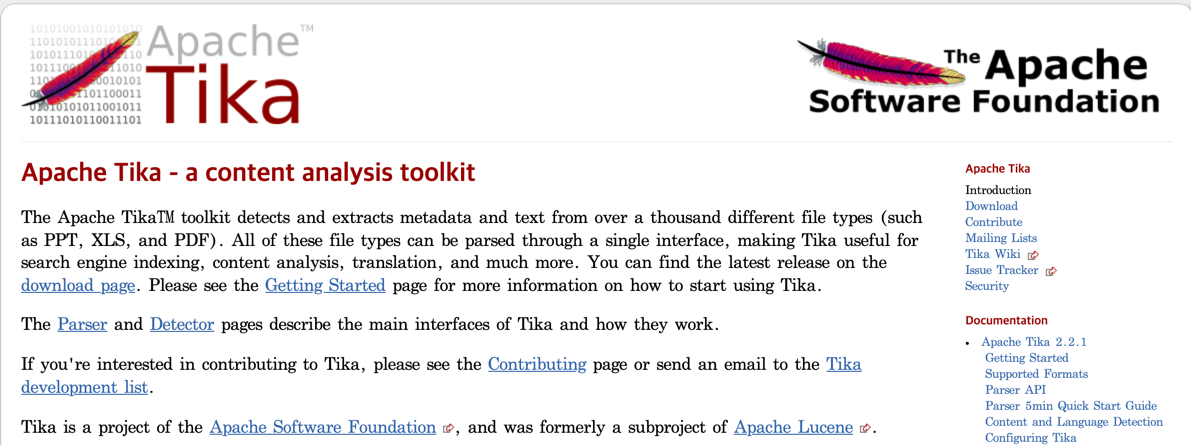 Apache™
Tika
The Apache
Software Foundation
Apache Tika - a content analysis toolkit
The Apache Tika™ toolkit detects and extracts metadata and text from over a thousand different file types (such
as PPT, XLS, and PDF). All of these file types can be parsed through a single interface, making Tika useful for
search engine indexing, content analysis, translation, and much more. You can find the latest release on the
download page. Please see the Getting Started page for more information on how to start using Tika.
The Parser and Detector pages describe the main interfaces of Tika and how they work.
If you're interested in contributing to Tika, please see the Contributing page or send an email to the Tika
development list.
Tika is a project of the Apache Software Foundation, and was formerly a subproject of Apache Lucene.
Apache Tika
Introduction
Download
Contribute
Mailing Lists
Tika Wiki
Issue Tracker
Security
Documentation
• Apache Tika 2.2.1
Getting Started
Supported Formats
Parser API
Parser 5min Quick Start Guide
Content and Language Detection
Configuring Tika